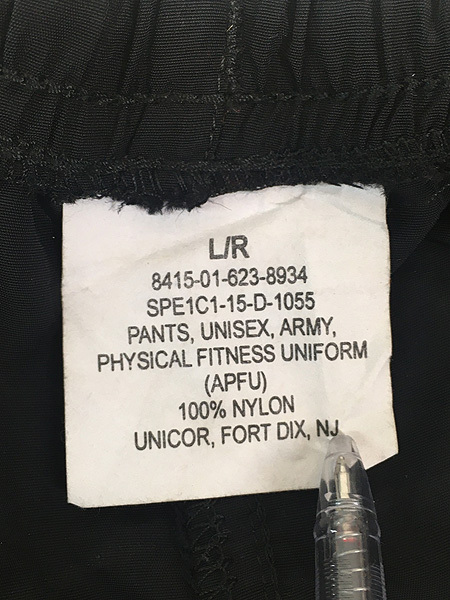 L/R
8415-01-623-8934
SPE1C1-15-D-1055
PANTS, UNISEX, ARMY,
PHYSICAL FITNESS UNIFORM
(APFU)
100% NYLON
UNICOR, FORT DIX, NJ